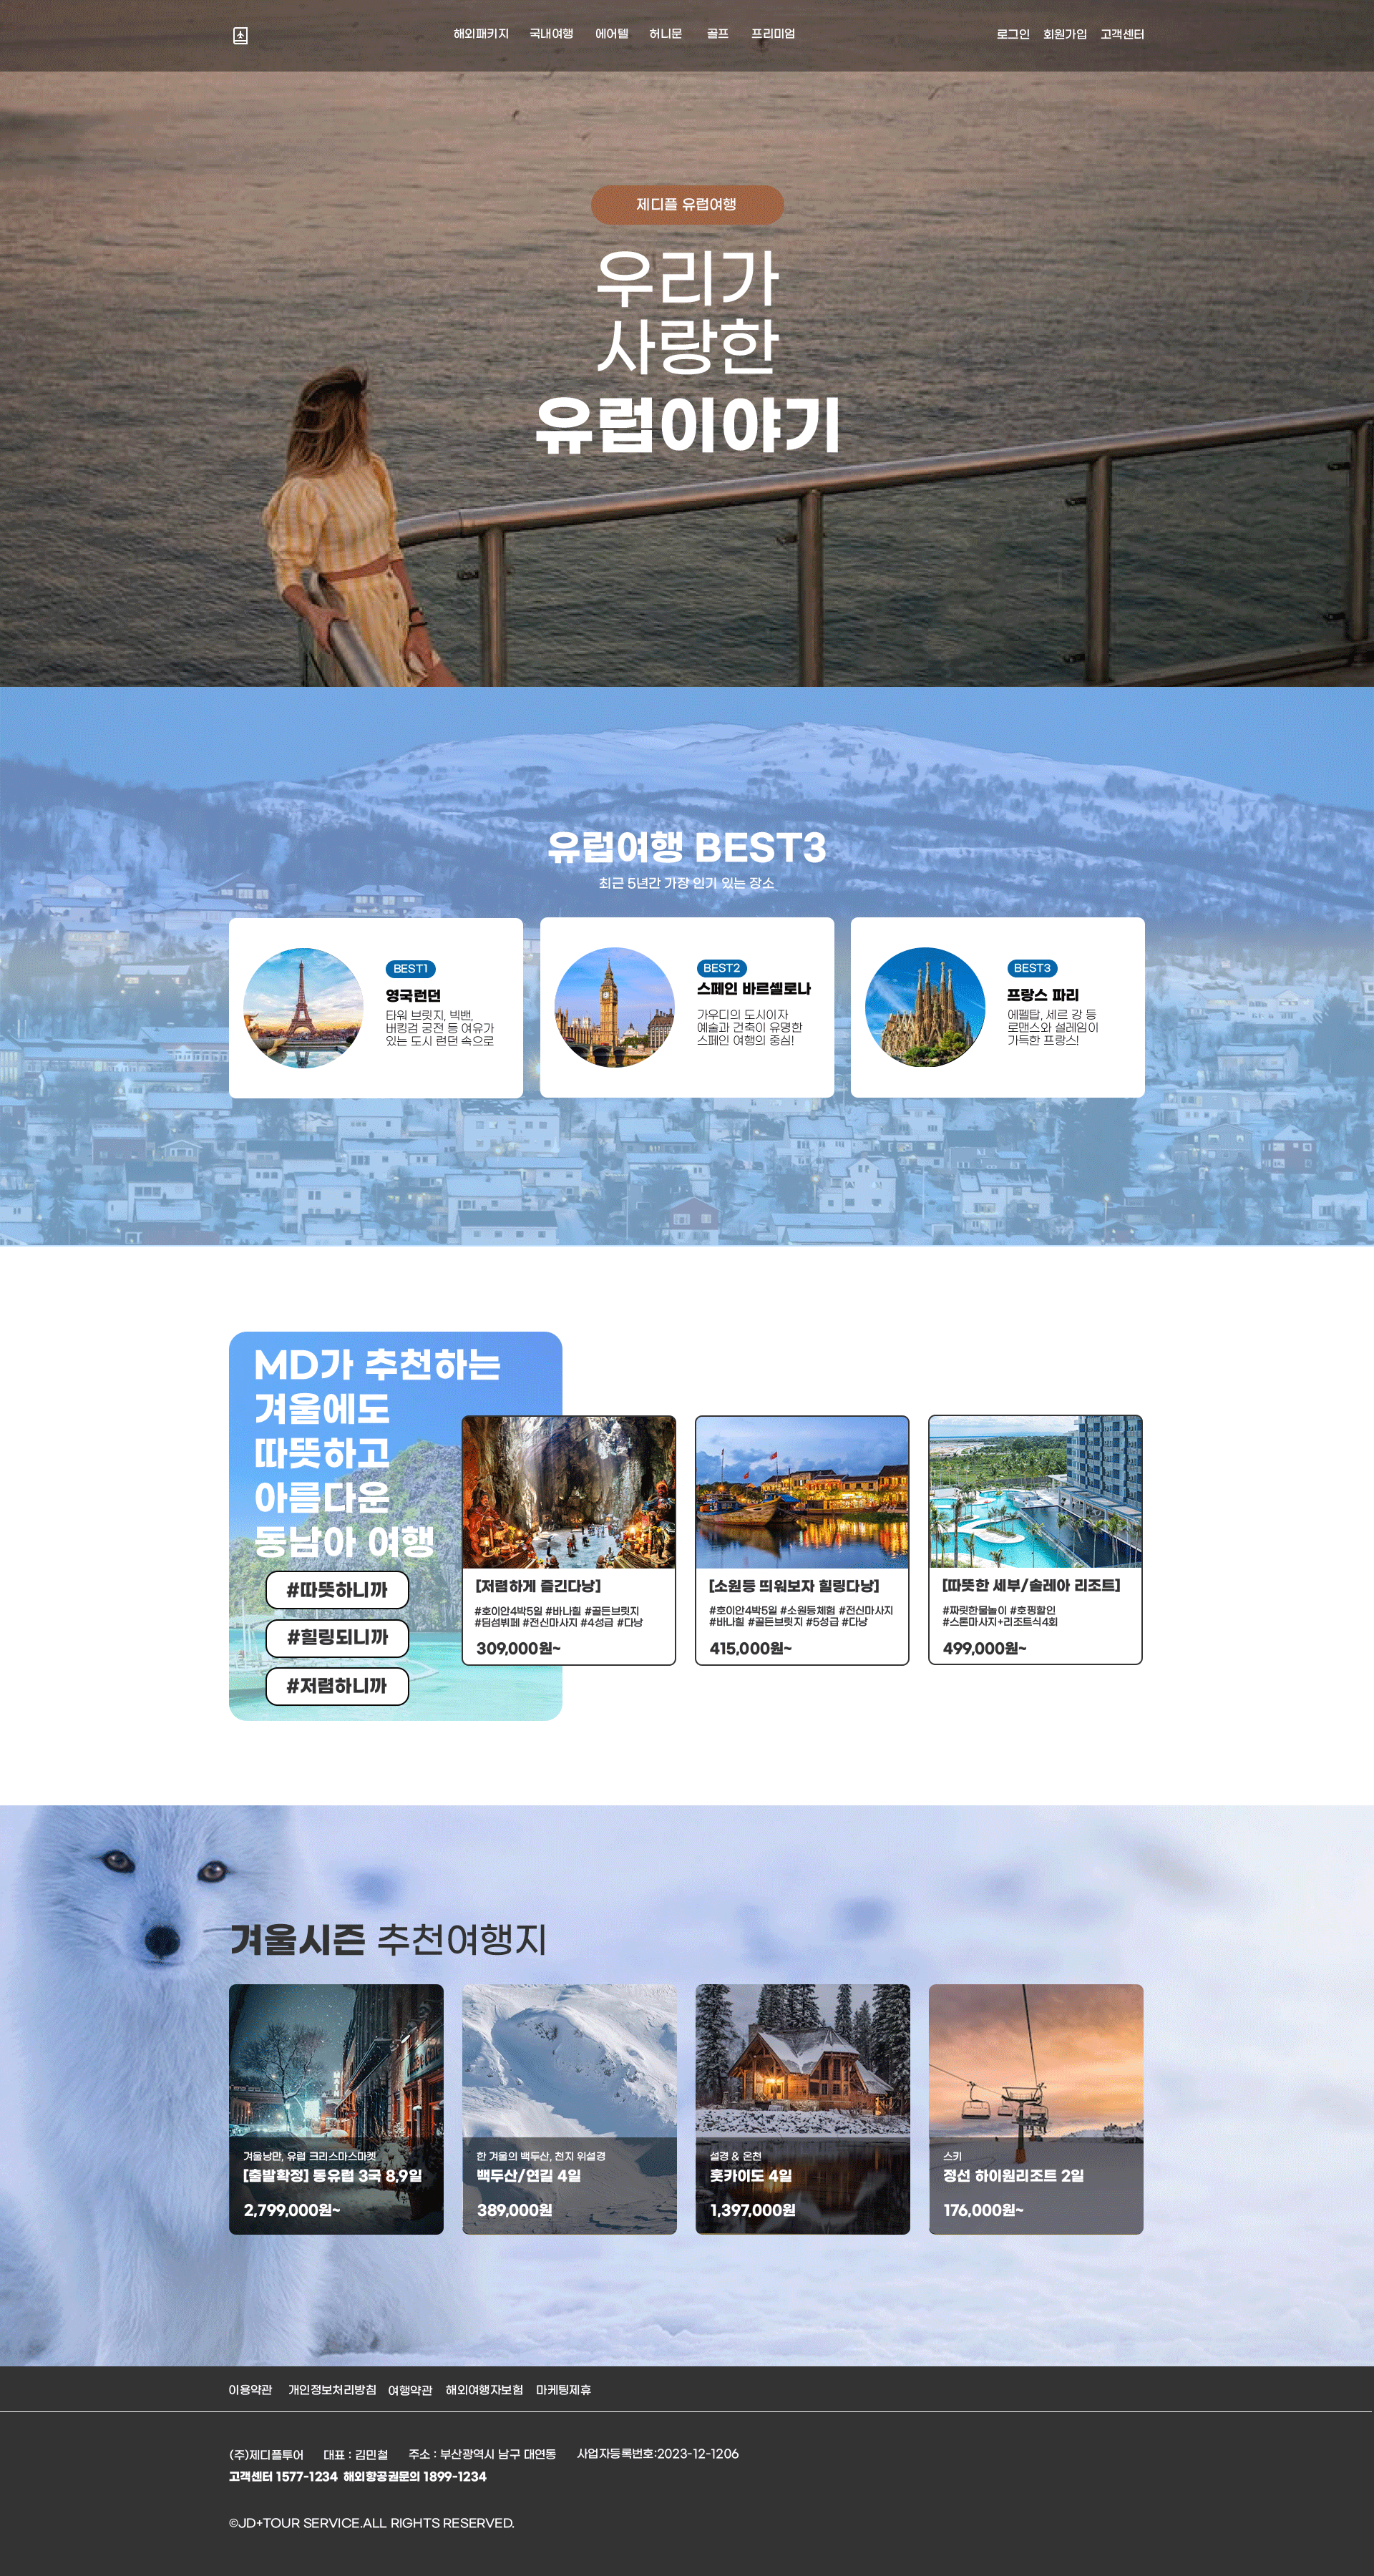 해외패키지 국내여행 에어텔 허니문 골프 프리미엄 로그인 회원가입 고객센터
제디플 유럽여행
우리가
사랑한
유럽이야기
유럽여행 BEST3
최근 5년간 가장 인기 있는 장소
BEST1
영국런던
타워 브릿지, 빅밴,
버킹검 궁전 등 여유가
있는 도시 런던 속으로
BEST2
스페인 바르셀로나
가우디의 도시이자
예술과 건축이 유명한
스페인 여행의 중심!
BEST3
프랑스 파리
에펠탑, 세르 강 등
로맨스와 설레임이
가득한 프랑스!
MD가 추천하는
겨울에도
따뜻하고
아름다운
동남아 여행
#따뜻하니까
#힐링되니까
#저렴하니까
[저렴하게 즐긴다낭]
#호이안4박5일 #바나힐 #골든브릿지
#딤섬뷔페 #전신마사지 #4성급 #다낭
309,000원~
[소원등 띄워보자 힐링다낭]
#호이안4박5일 #소원등체험 #전신마사지
#바나힐 #골든브릿지 #5성급 #다낭
415,000원~
[따뜻한 세부/솔레아 리조트]
#짜릿한물놀이 #호핑할인
#스톤마사지+리조트식4회
499,000원~
겨울시즌 추천여행지
겨울낭만, 유럽 크리스마스마켓
[출발확정] 동유럽 3국 8,9일
2,799,000원~
한 겨울의 백두산, 천지 위설경
백두산/연길 4일
389,000원
설경 & 온천
홋카이도 4일
1,397,000원
스키
정선 하이원리조트 2일
176,000원~
이용약관 개인정보처리방침 여행약관 해외여행자보험 마케팅제휴
(주)제디플투어 대표 : 김민철 주소 : 부산광역시 남구 대연동 사업자등록번호:2023-12-1206
고객센터 1577-1234 해외항공권문의 1899-1234
©JD+TOUR SERVICE.ALL RIGHTS RESERVED.